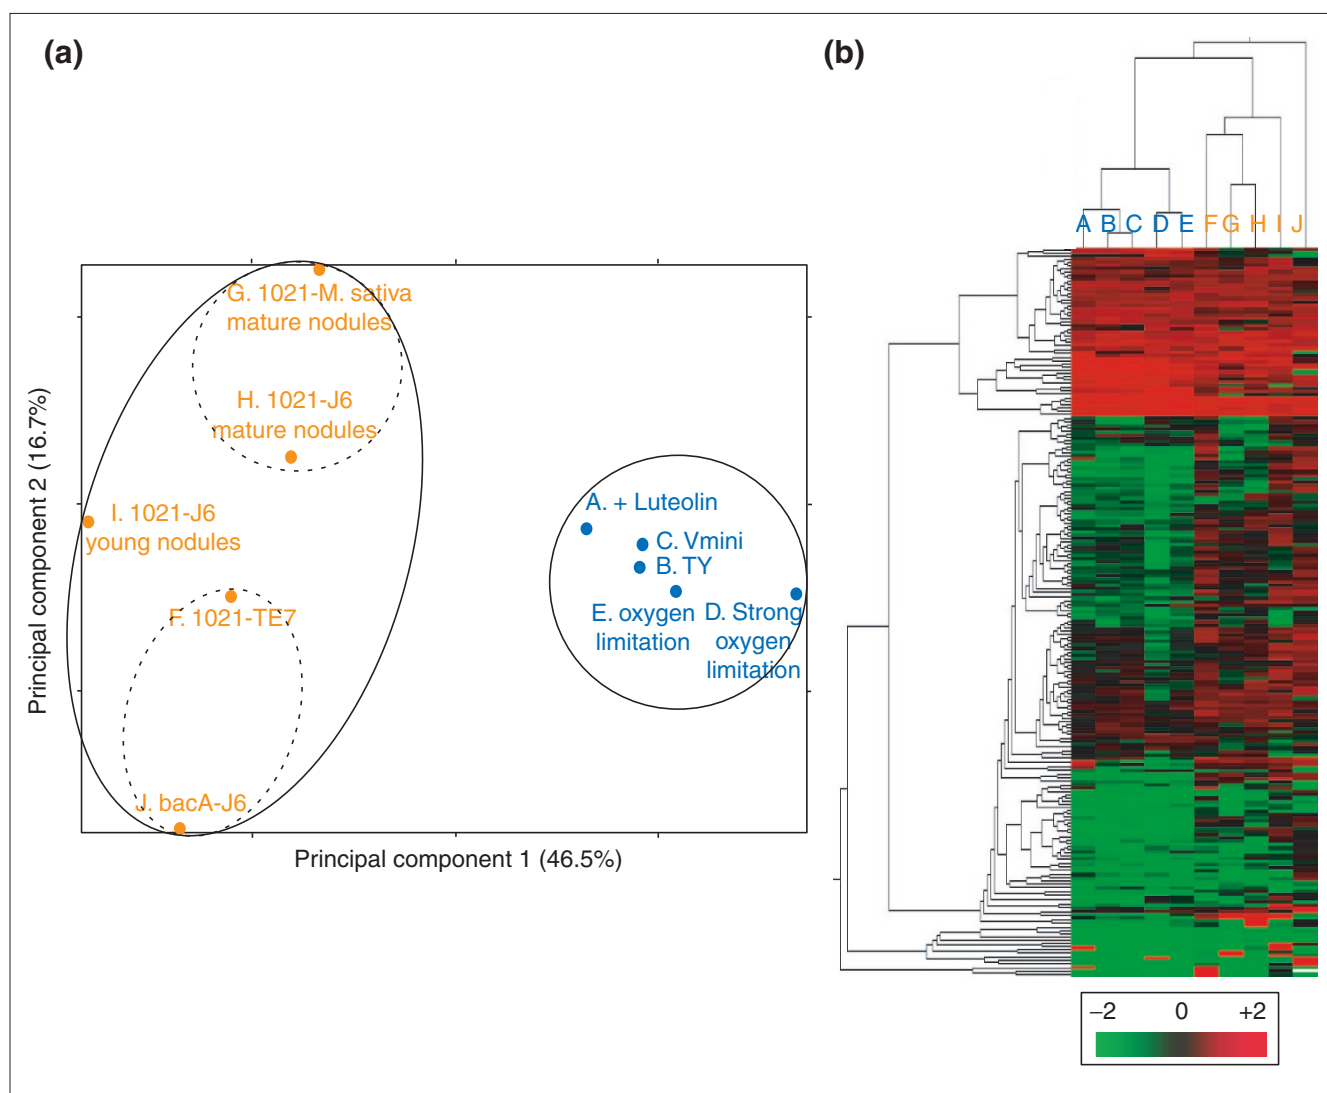 (a)
G. 1021-M. sativa
mature nodules
H. 1021-J6
mature nodules
I. 1021-J6
young nodules
F. 1021-TE7
J. bacA-J6
A. + Luteolin
C. Vmini
B. TY
E. oxygen
limitation
D. Strong
oxygen
limitation
Principal component 2 (16.7%)
Principal component 1 (46.5%)
(b)
A B C D E F G H I J
−2 0 +2